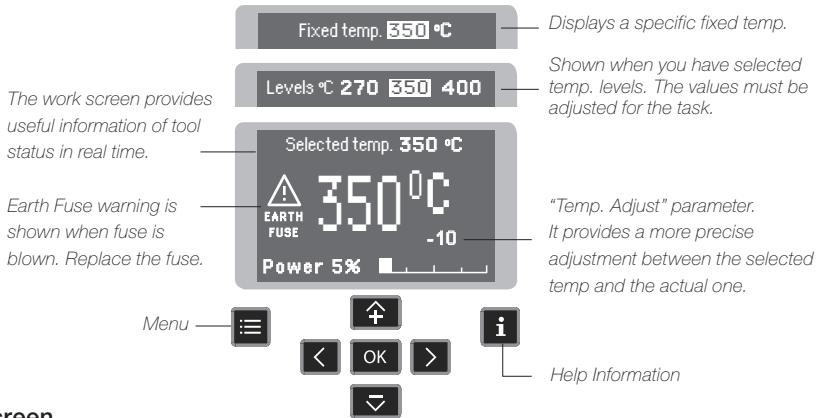 Fixed temp. 350 ºC
Displays a specific fixed temp.
Levels ºC 270 350 400
Shown when you have selected
temp. levels. The values must be
adjusted for the task.
The work screen provides
useful information of tool
status in real time.
Selected temp. 350 ºC
350ºC
EARTH
FUSE
-10
Power 5%
Earth Fuse warning is
shown when fuse is
blown. Replace the fuse.
“Temp. Adjust” parameter.
It provides a more precise
adjustment between the selected
temp and the actual one.
Menu
OK
i
Help Information